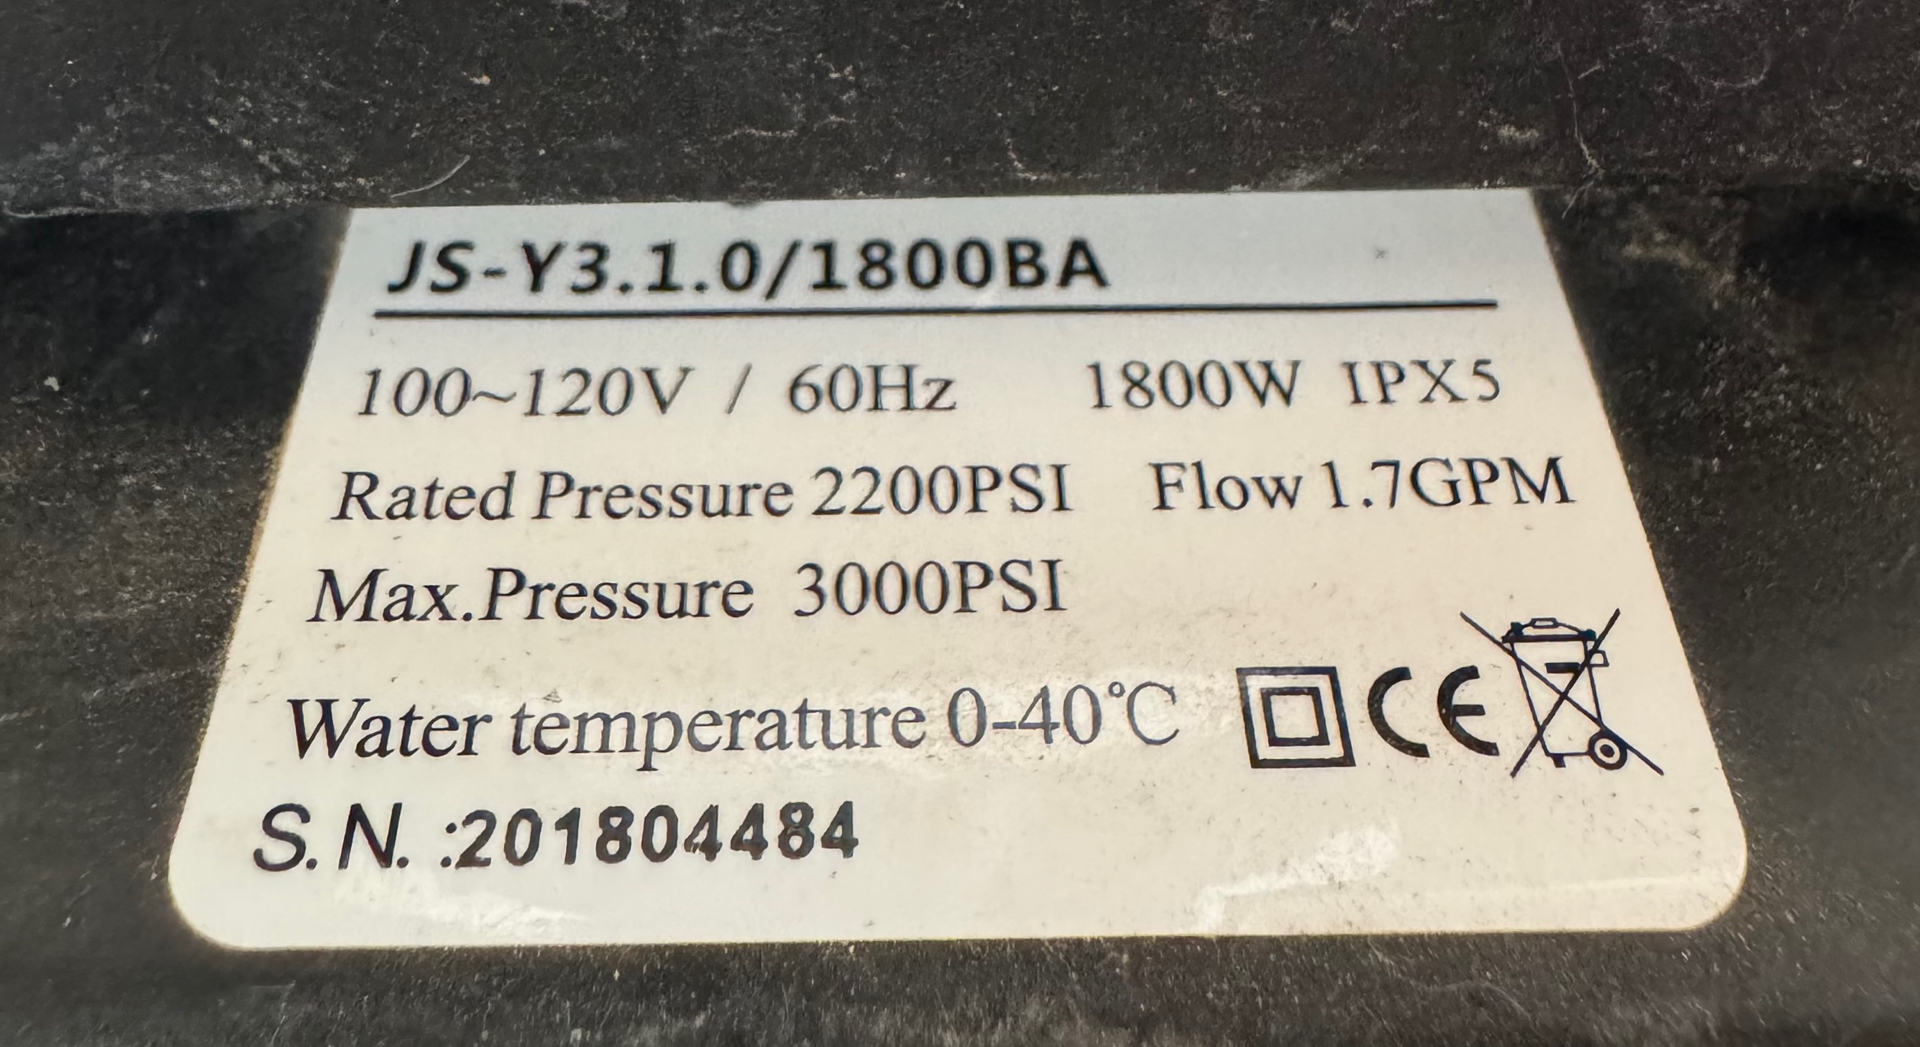 JS-Y3.1.0/1800BA
100~120V / 60Hz 1800W IPX5
Rated Pressure 2200PSI Flow 1.7GPM
Max.Pressure 3000PSI
Water temperature 0-40℃ CE
S.N.:201804484